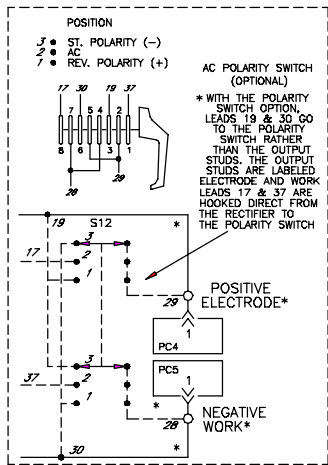 POSITION
3 ST. POLARITY (-)
2 AC
1 REV. POLARITY (+)
17 30 19 37
7 5 4 2
8 6 3 1
29
28
AC POLARITY SWITCH
(OPTIONAL)
* WITH THE POLARITY
SWITCH OPTION,
LEADS 19 & 30 GO
TO THE POLARITY
SWITCH RATHER
THAN THE OUTPUT
STUDS. THE OUTPUT
STUDS ARE LABELED
ELECTRODE AND WORK
LEADS 17 & 37 ARE
HOOKED DIRECT FROM
THE RECTIFIER TO
THE POLARITY SWITCH
19 S12 *
3
17 2
1
29
POSITIVE
ELECTRODE*
1
PC4
PC5
1
3
37 2
1
*
28
NEGATIVE
WORK*
30 *